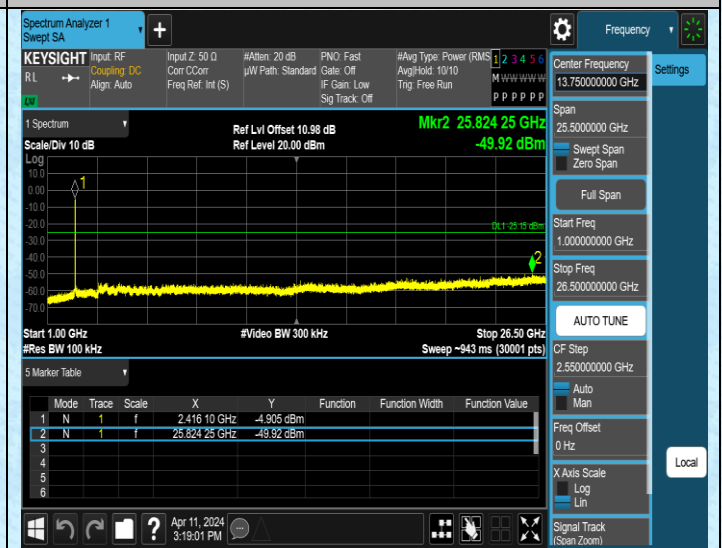 Spectrum Analyzer 1
Swept SA
+
Frequency
KEYSIGHT
RL
LXI
Input: RF
Coupling: DC
Align: Auto
Input Z: 50 Ω
Corr CCorr
Freq Ref: Int (S)
#Atten: 20 dB
µW Path: Standard
PNO: Fast
Gate: Off
IF Gain: Low
Sig Track: Off
#Avg Type: Power (RMS
Avg|Hold: 10/10
Trig: Free Run
1 2 3 4 5 6
M W W W W W
P P P P P P
1 Spectrum
Scale/Div 10 dB
Ref Lvl Offset 10.98 dB
Ref Level 20.00 dBm
Mkr2 25.824 25 GHz
-49.92 dBm
Log
10.0
0.00
-10.0
-20.0
-30.0
-40.0
-50.0
-60.0
-70.0
1
DL1 -25.15 dBm
2
Start 1.00 GHz
#Res BW 100 kHz
#Video BW 300 kHz
Stop 26.50 GHz
Sweep ~943 ms (30001 pts)
5 Marker Table
Mode Trace Scale X Y Function Function Width Function Value
1 N 1 f 2.416 10 GHz -4.905 dBm
2 N 1 f 25.824 25 GHz -49.92 dBm
3
4
5
6
?
Apr 11, 2024
3:19:01 PM
Center Frequency
13.750000000 GHz
Span
25.5000000 GHz
Swept Span
Zero Span
Full Span
Start Freq
1.000000000 GHz
Stop Freq
26.500000000 GHz
AUTO TUNE
CF Step
2.550000000 GHz
Auto
Man
Freq Offset
0 Hz
X Axis Scale
Log
Lin
Signal Track
(Span Zoom)
Settings
Local